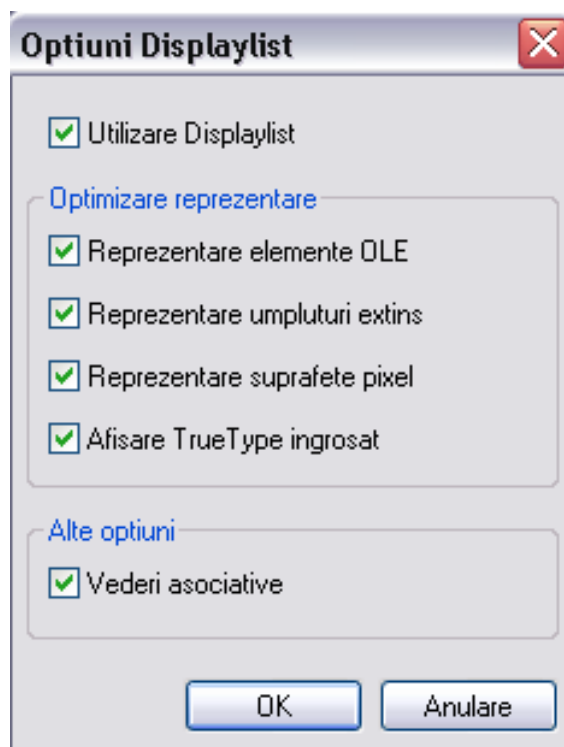 Optiuni Displaylist
Utilizare Displaylist
Optimizare reprezentare
Reprezentare elemente OLE
Reprezentare umpluturi extins
Reprezentare suprafete pixel
Afisare TrueType ingrosat
Alte optiuni
Vederi asociative
OK Anulare